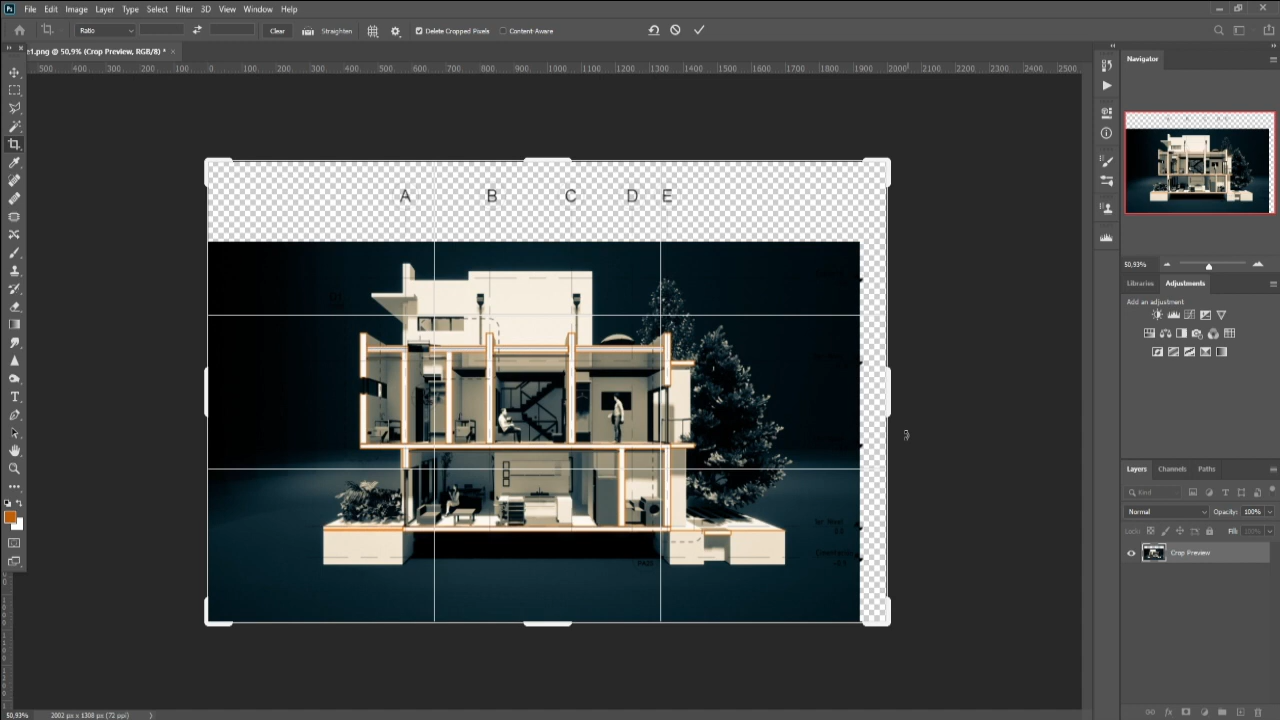 Ps File Edit Image Layer Type Select Filter 3D View Window Help
Ratio Clear Straighten Delete Cropped Pixels Content-Aware
e1.png @ 50,9% (Crop Preview, RGB/8) * ×
500 400 300 200 100 0 100 200 300 400 500 600 700 800 900 1000 1100 1200 1300 1400 1500 1600 1700 1800 1900 2000 2100 2200 2300 2400 2500
Navigator
A B C D E
50,93%
Libraries Adjustments
Add an adjustment
Layers Channels Paths
Kind
Normal Opacity: 100%
Lock: Fill: 100%
Crop Preview
50,93% 2002 px x 1308 px (72 ppi)